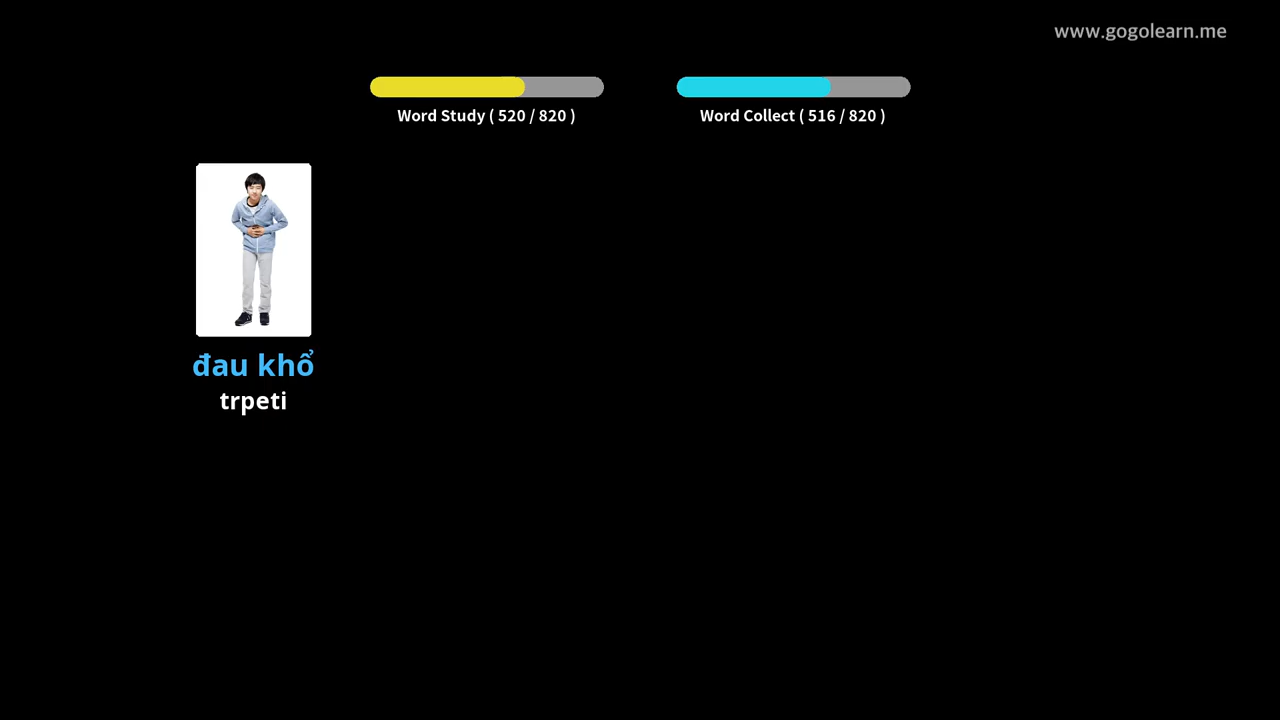 www.gogolearn.me
Word Study ( 520 / 820 )
Word Collect ( 516 / 820 )
đau khổ
trpeti